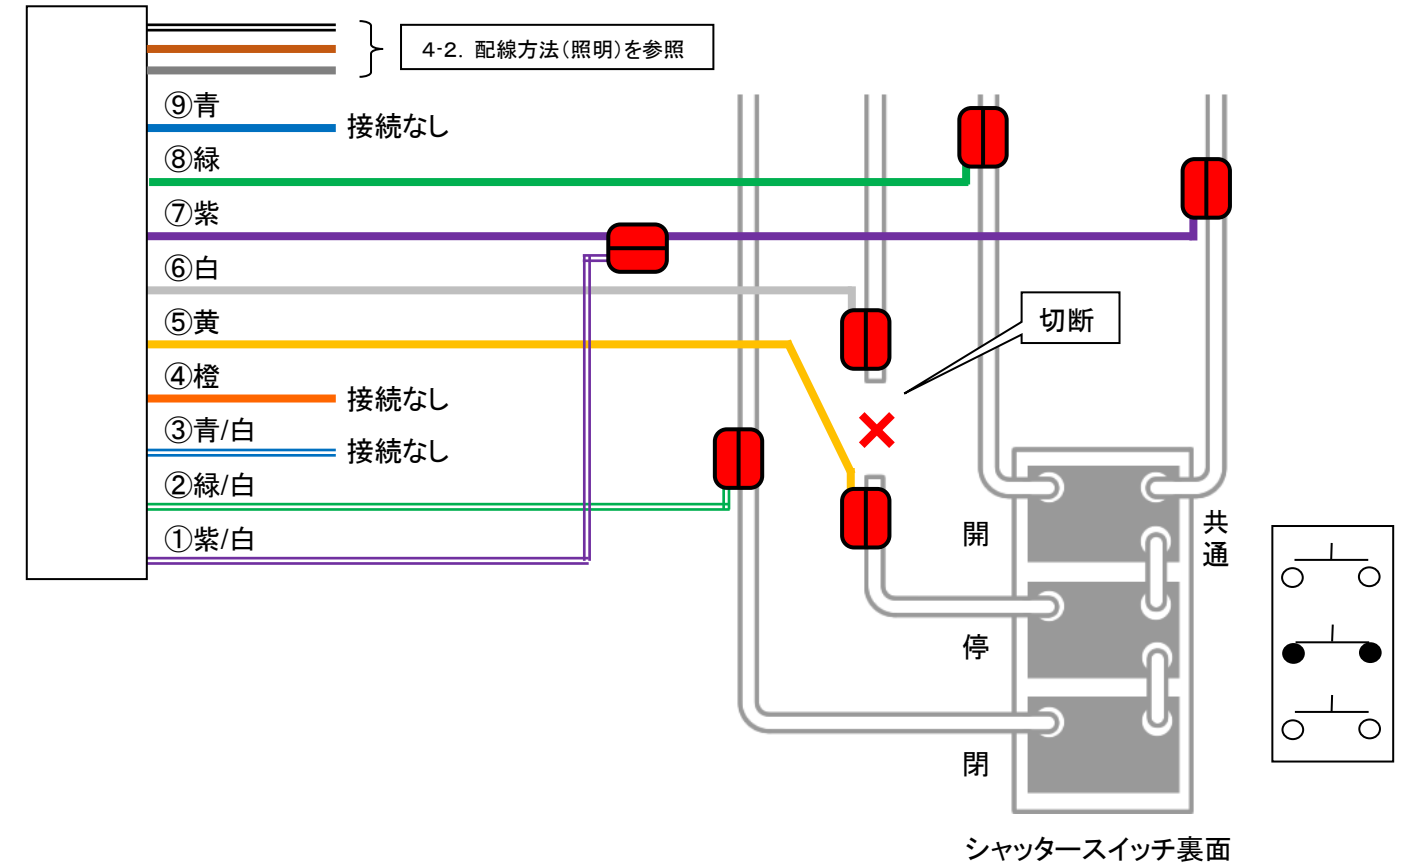 4-2. 配線方法(照明)を参照
⑨青
接続なし
⑧緑
⑦紫
⑥白
⑤黄
切断
④橙
接続なし
③青/白
接続なし
②緑/白
①紫/白
開
共通
停
閉
シャッタースイッチ裏面